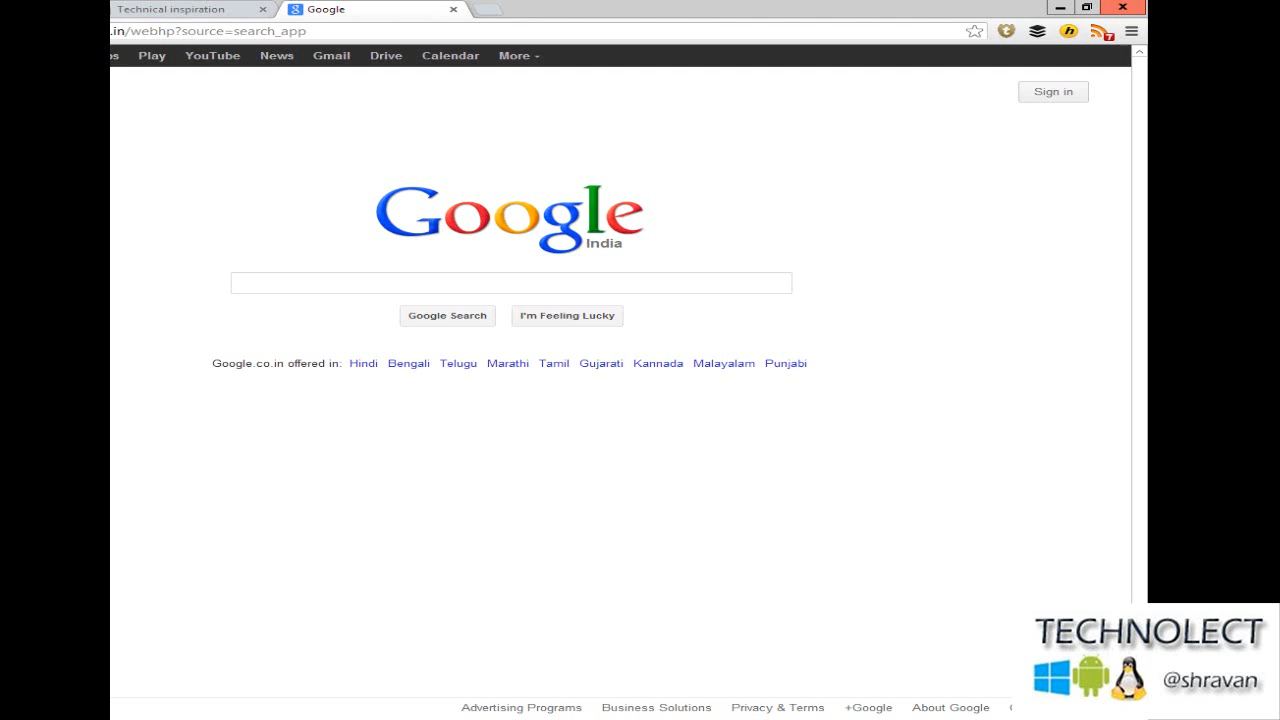 Technical inspiration
Google
.in/webhp?source=search_app
7
Play YouTube News Gmail Drive Calendar More
Sign in
Google
India
Google Search I'm Feeling Lucky
Google.co.in offered in: Hindi Bengali Telugu Marathi Tamil Gujarati Kannada Malayalam Punjabi
TECHNOLECT
@shravan
Advertising Programs Business Solutions Privacy & Terms +Google About Google